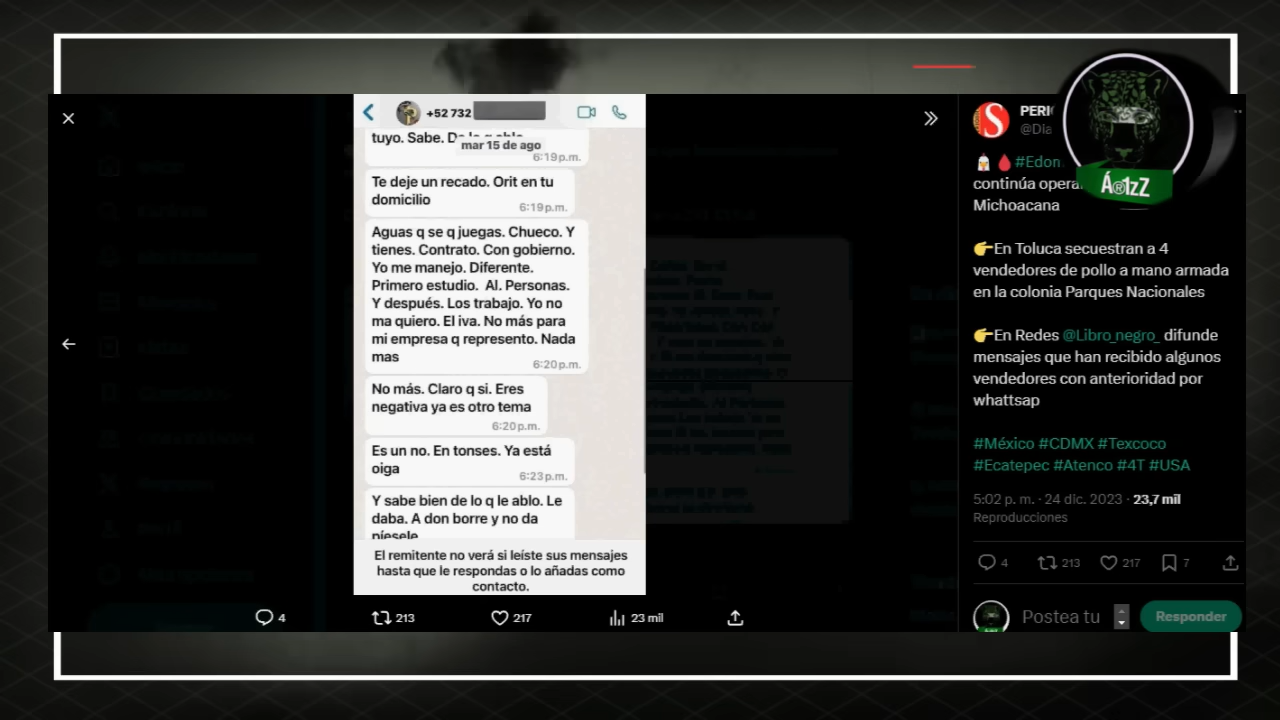 +52 732
tuyo. Sabe. De lo q ablo.
mar 15 de ago
6:19 p.m.
Te deje un recado. Orit en tu
domicilio
6:19 p.m.
Aguas q se q juegas. Chueco. Y
tienes. Contrato. Con gobierno.
Yo me manejo. Diferente.
Primero estudio. Al. Personas.
Y después. Los trabajo. Yo no
ma quiero. El iva. No más para
mi empresa q represento. Nada
mas
6:20 p.m.
No más. Claro q si. Eres
negativa ya es otro tema
6:20 p.m.
Es un no. En tonses. Ya está
oiga
6:23 p.m.
Y sabe bien de lo q le ablo. Le
daba. A don borre y no da
píesele
El remitente no verá si leíste sus mensajes
hasta que le respondas o lo añadas como
contacto.
4
213
217
23 mil
S
PERI
@Dia
Á®1zZ
#Edom
continúa opera
Michoacana
👉En Toluca secuestran a 4
vendedores de pollo a mano armada
en la colonia Parques Nacionales
👉En Redes @Libro_negro_ difunde
mensajes que han recibido algunos
vendedores con anterioridad por
whattsap
#México #CDMX #Texcoco
#Ecatepec #Atenco #4T #USA
5:02 p. m. · 24 dic. 2023 · 23,7 mil
Reproducciones
4
213
217
7
Postea tu
Responder